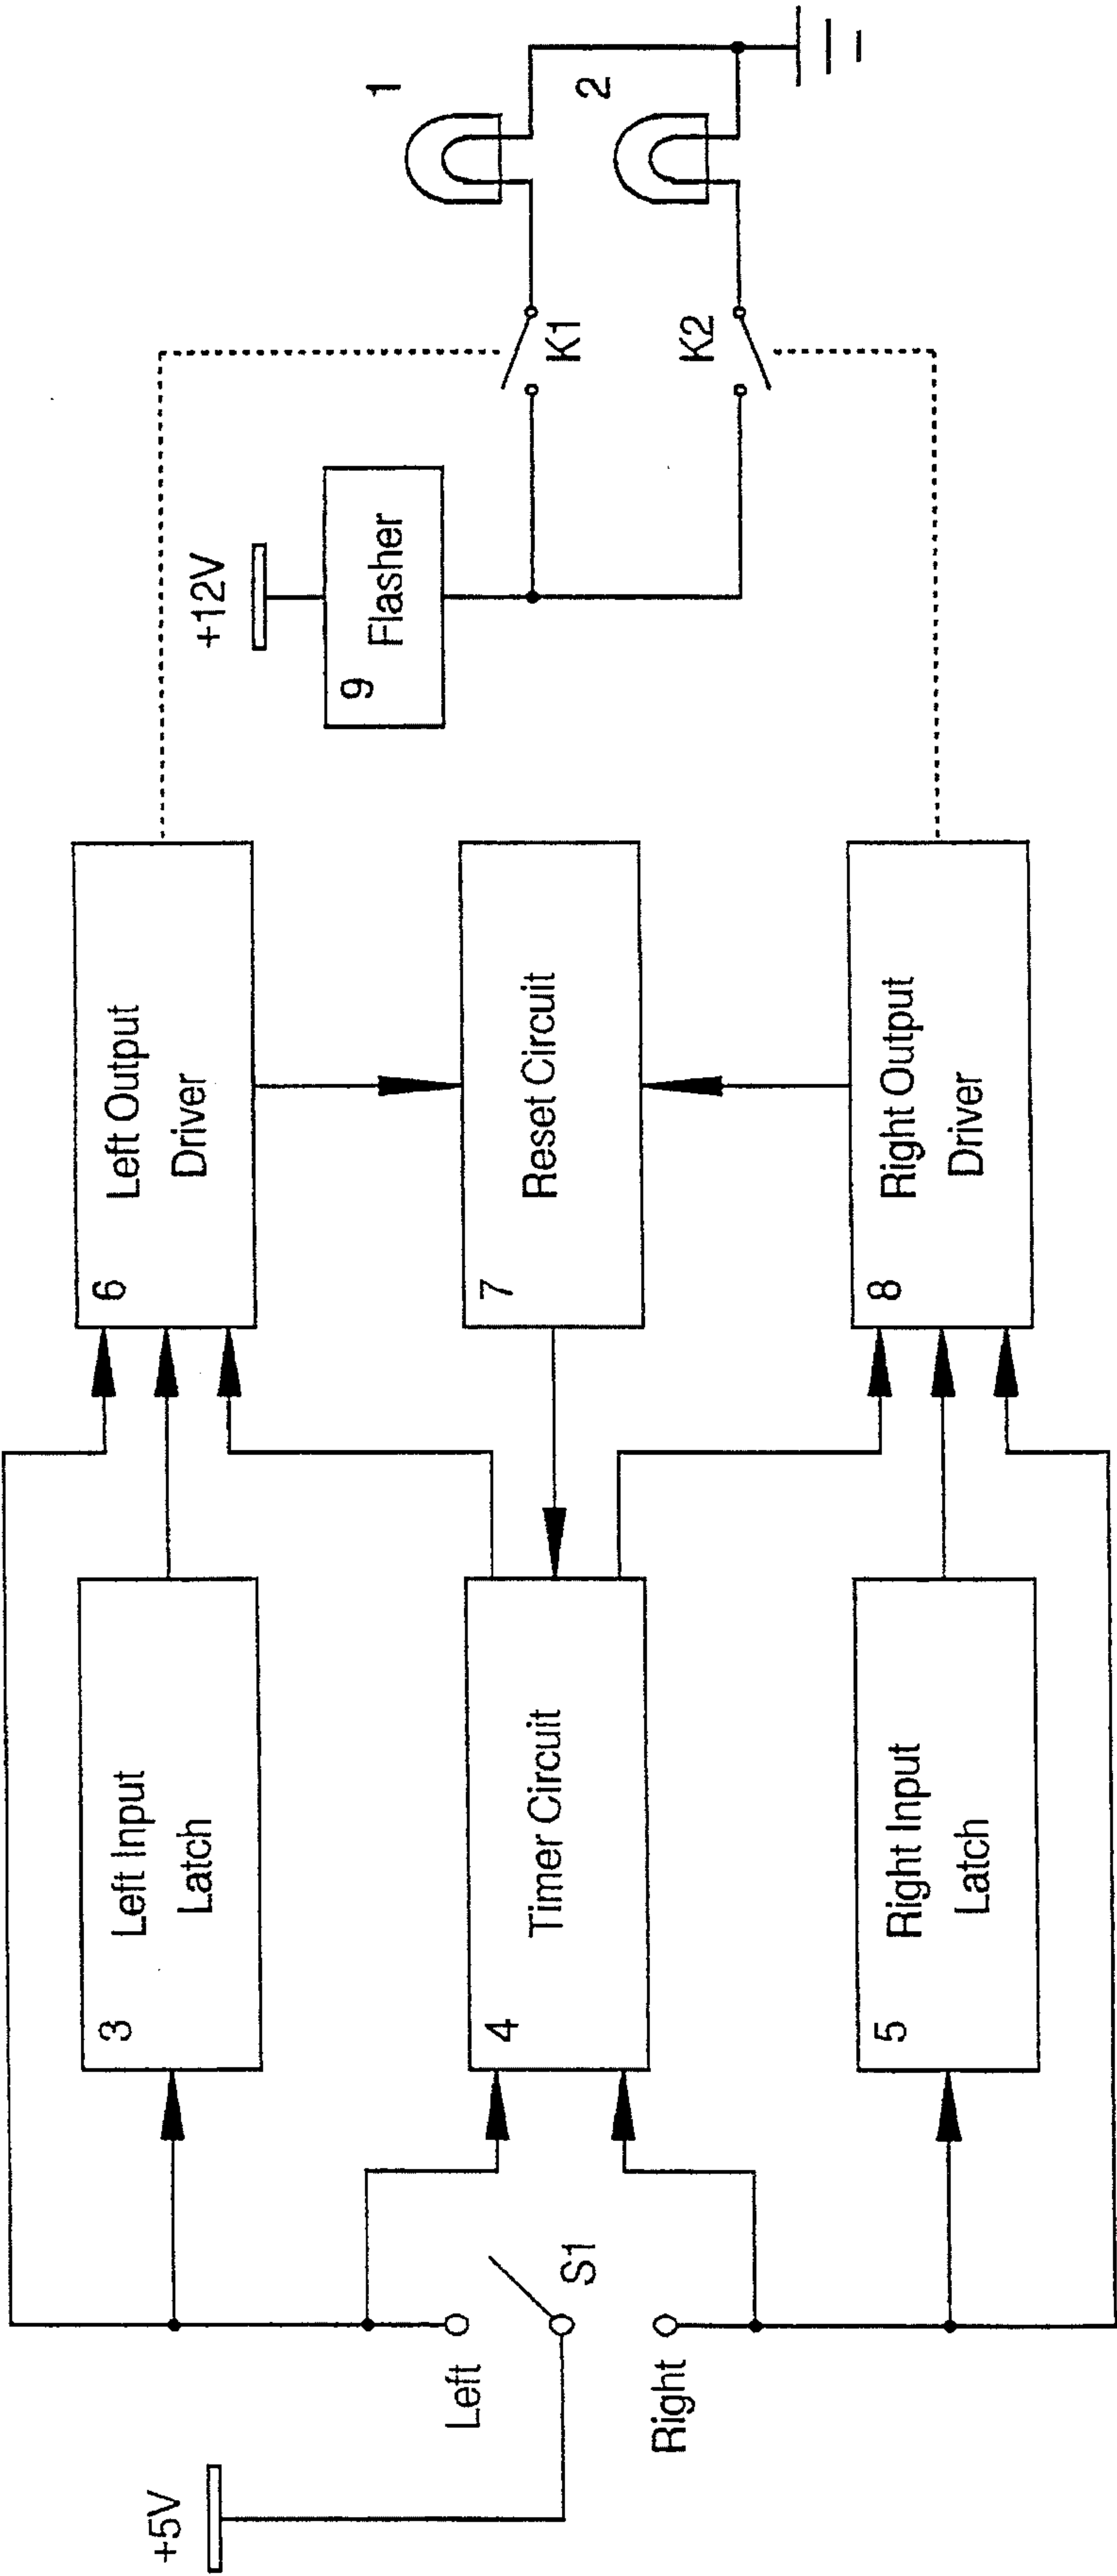 +5V
Left
Right
S1
3
Left Input
Latch
4
Timer Circuit
5
Right Input
Latch
6
Left Output
Driver
7
Reset Circuit
8
Right Output
Driver
+12V
9
Flasher
K1
K2
1
2